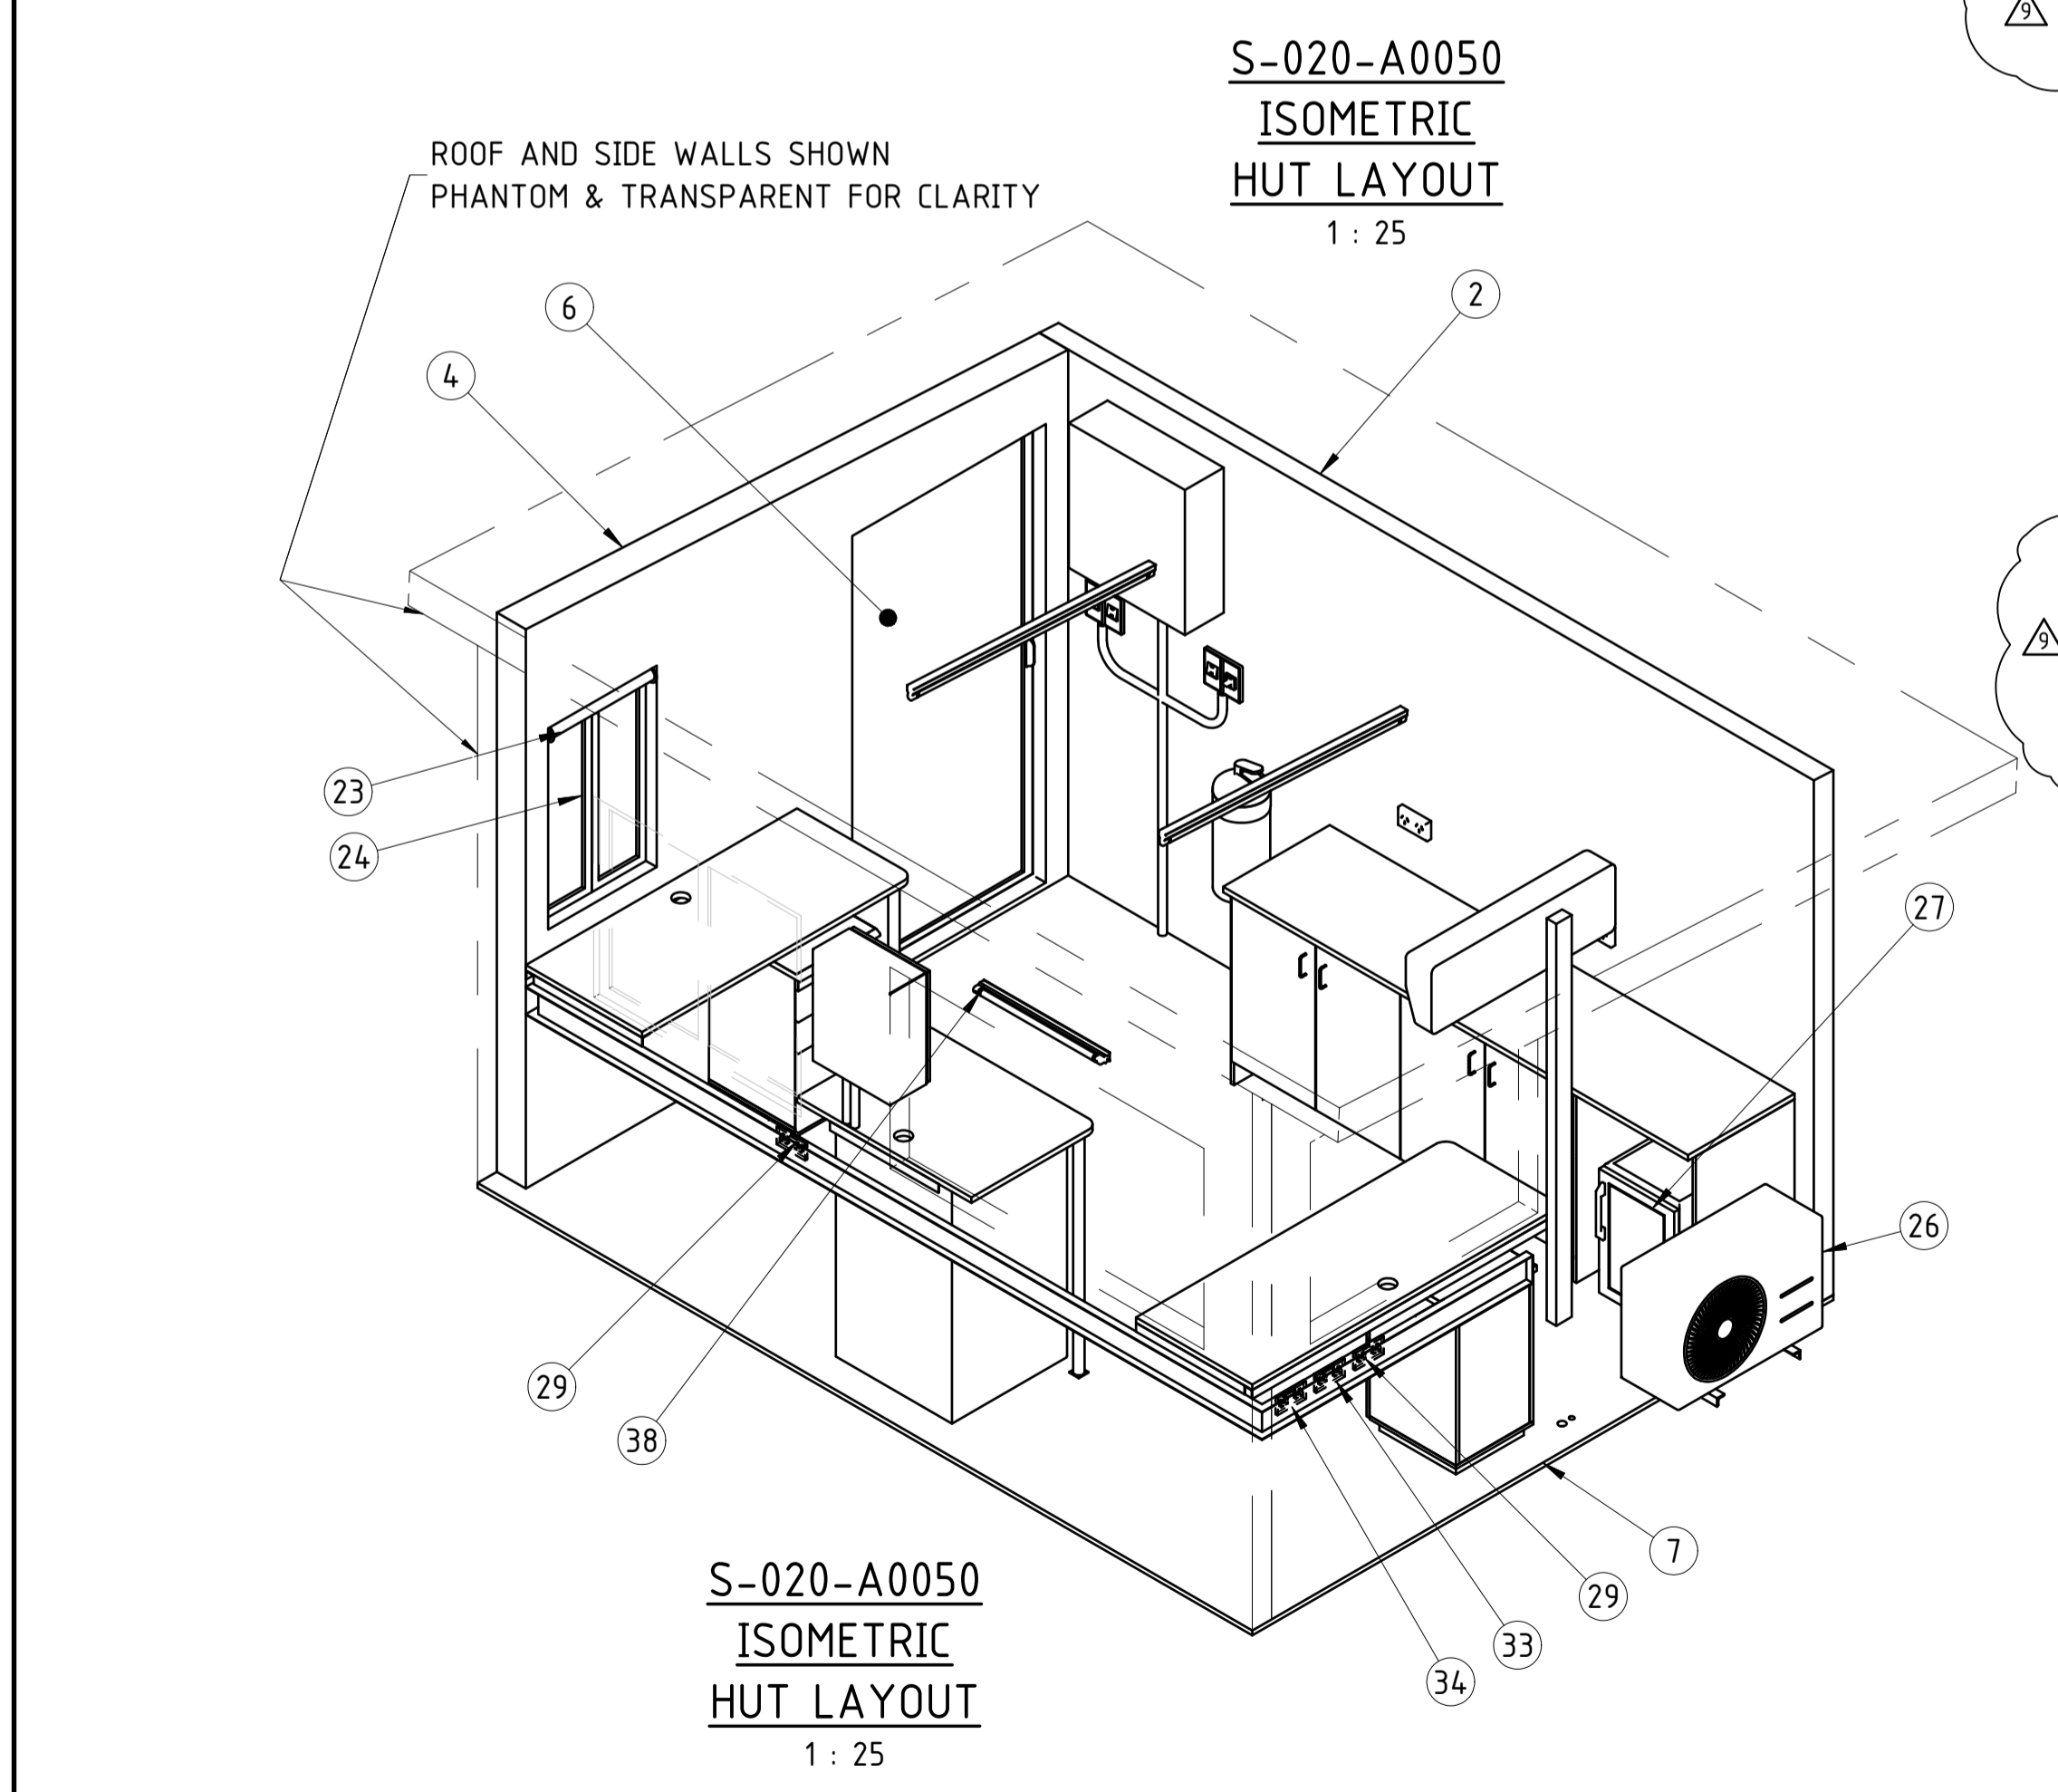 9
S-020-A0050
ISOMETRIC
HUT LAYOUT
1 : 25
ROOF AND SIDE WALLS SHOWN
PHANTOM & TRANSPARENT FOR CLARITY
6
2
4
9
23
24
27
26
29
38
7
29
33
34
S-020-A0050
ISOMETRIC
HUT LAYOUT
1 : 25